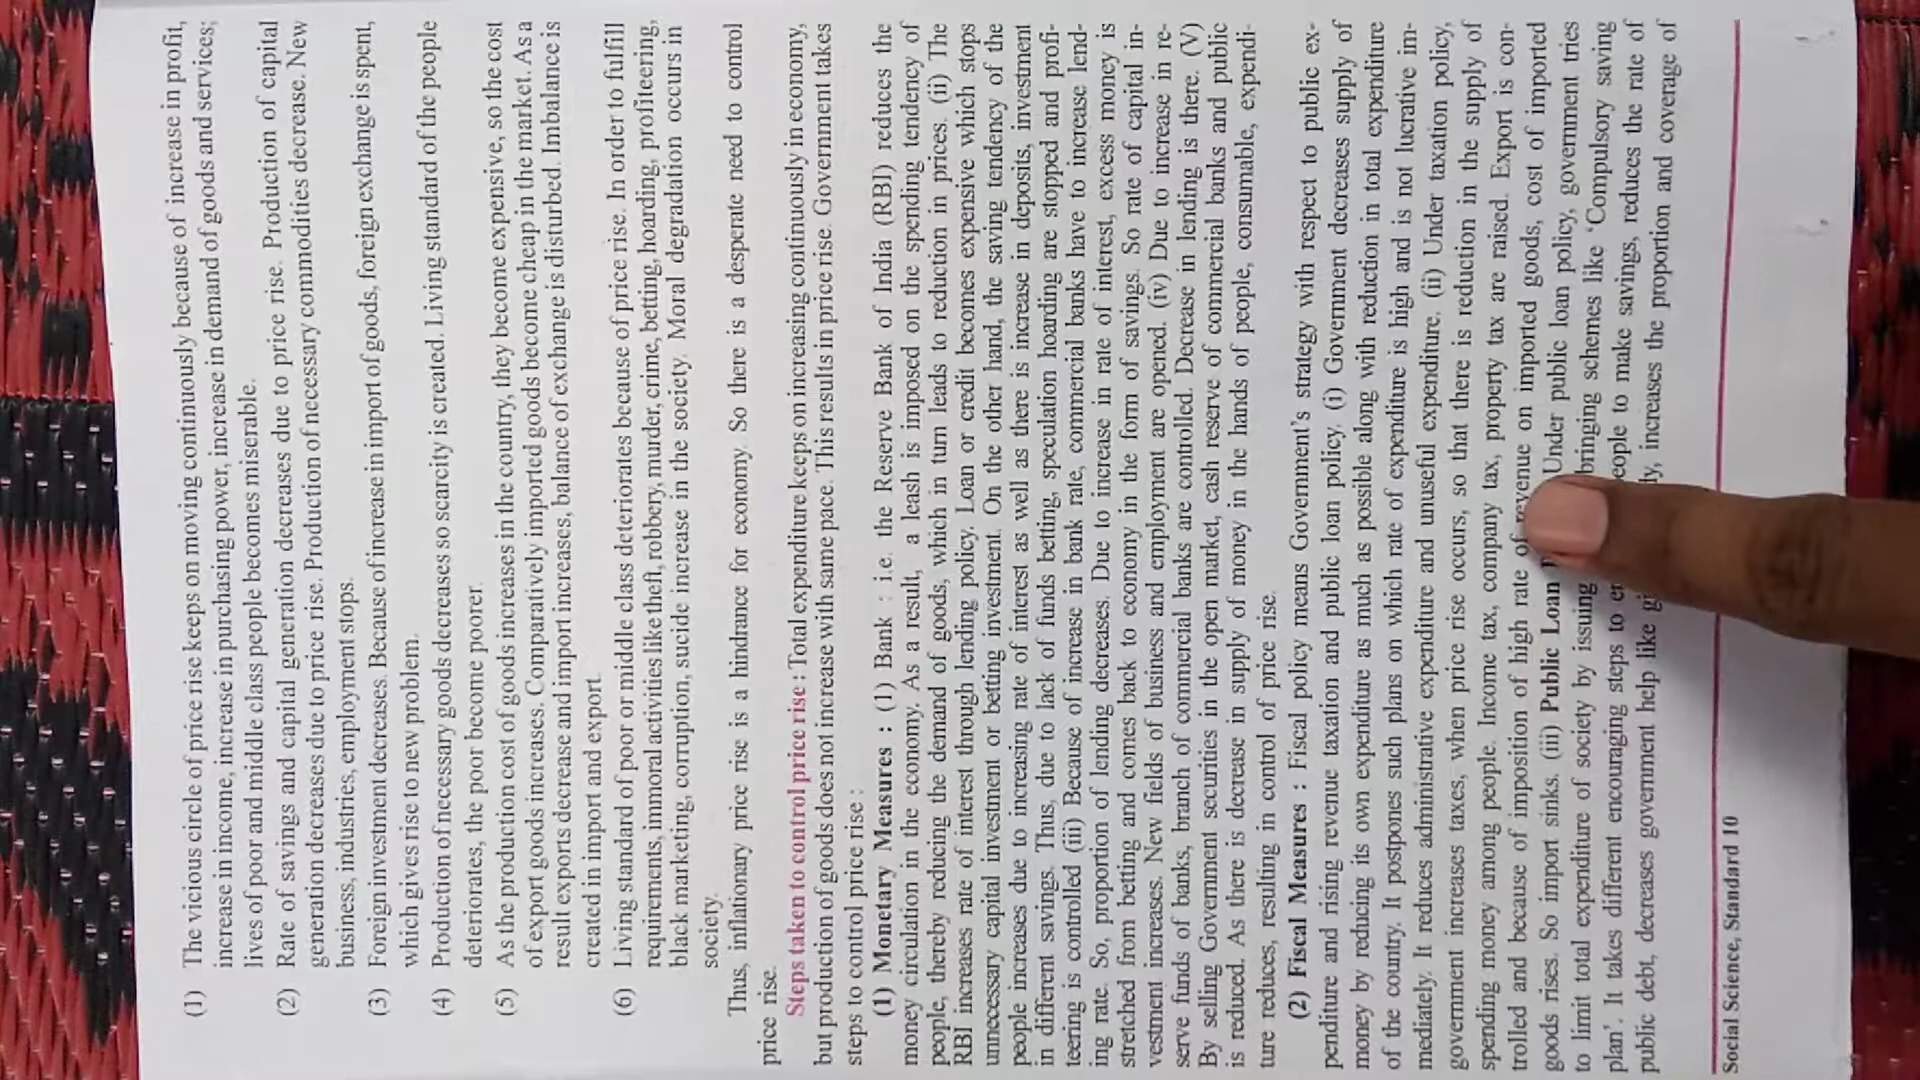 (1) The vicious circle of price rise keeps on moving continuously because of increase in profit,
increase in income, increase in purchasing power, increase in demand of goods and services;
lives of poor and middle class people becomes miserable.
(2) Rate of savings and capital generation decreases due to price rise. Production of capital
generation decreases due to price rise. Production of necessary commodities decrease. New
business, industries, employment stops.
(3) Foreign investment decreases. Because of increase in import of goods, foreign exchange is spent,
which gives rise to new problem.
(4) Production of necessary goods decreases so scarcity is created. Living standard of the people
deteriorates, the poor become poorer.
(5) As the production cost of goods increases in the country, they become expensive, so the cost
of export goods increases. Comparatively imported goods become cheap in the market. As a
result exports decrease and import increases, balance of exchange is disturbed. Imbalance is
created in import and export.
(6) Living standard of poor or middle class deteriorates because of price rise. In order to fulfill
requirements, immoral activities like theft, robbery, murder, crime, betting, hoarding, profiteering,
black marketing, corruption, sucide increase in the society. Moral degradation occurs in
society.
Thus, inflationary price rise is a hindrance for economy. So there is a desperate need to control
price rise.
Steps taken to control price rise : Total expenditure keeps on increasing continuously in economy,
but production of goods does not increase with same pace. This results in price rise. Government takes
steps to control price rise :
(1) Monetary Measures : (1) Bank : i.e. the Reserve Bank of India (RBI) reduces the
money circulation in the economy. As a result, a leash is imposed on the spending tendency of
people, thereby reducing the demand of goods, which in turn leads to reduction in prices. (ii) The
RBI increases rate of interest through lending policy. Loan or credit becomes expensive which stops
unnecessary capital investment or betting investment. On the other hand, the saving tendency of the
people increases due to increasing rate of interest as well as there is increase in deposits, investment
in different savings. Thus, due to lack of funds betting, speculation hoarding are stopped and profi-
teering is controlled (iii) Because of increase in bank rate, commercial banks have to increase lend-
ing rate. So, proportion of lending decreases. Due to increase in rate of interest, excess money is
stretched from betting and comes back to economy in the form of savings. So rate of capital in-
vestment increases. New fields of business and employment are opened. (iv) Due to increase in re-
serve funds of banks, branch of commercial banks are controlled. Decrease in lending is there. (V)
By selling Government securities in the open market, cash reserve of commercial banks and public
is reduced. As there is decrease in supply of money in the hands of people, consumable, expendi-
ture reduces, resulting in control of price rise.
(2) Fiscal Measures : Fiscal policy means Government's strategy with respect to public ex-
penditure and rising revenue taxation and public loan policy. (i) Government decreases supply of
money by reducing its own expenditure as much as possible along with reduction in total expenditure
of the country. It postpones such plans on which rate of expenditure is high and is not lucrative im-
mediately. It reduces administrative expenditure and unuseful expenditure. (ii) Under taxation policy,
government increases taxes, when price rise occurs, so that there is reduction in the supply of
spending money among people. Income tax, company tax, property tax are raised. Export is con-
trolled and because of imposition of high rate of revenue on imported goods, cost of imported
goods rises. So import sinks. (iii) Public Loan Under public loan policy, government tries
to limit total expenditure of society by issuing bringing schemes like 'Compulsory saving
plan'. It takes different encouraging steps to people to make savings, reduces the rate of
public debt, decreases government help like increases the proportion and coverage of
Social Science, Standard 10